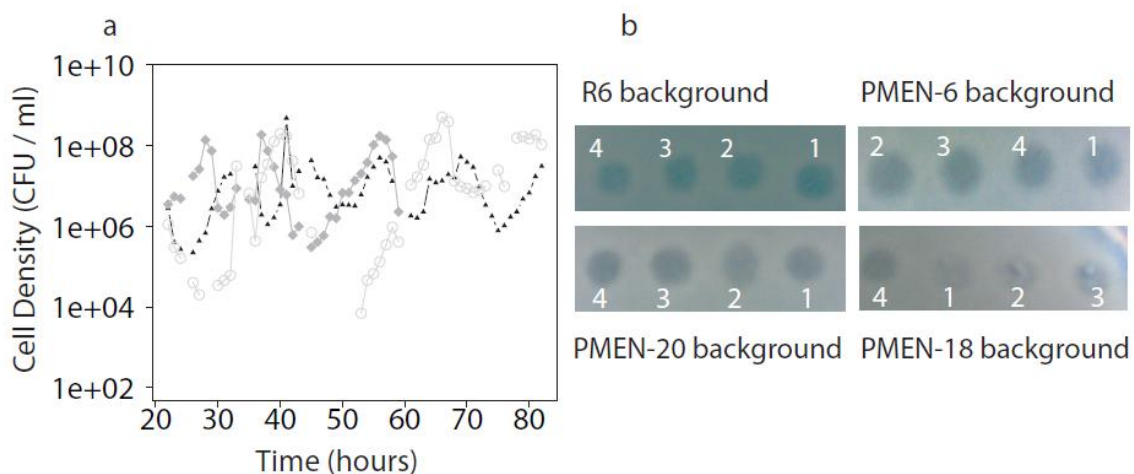 a
Cell Density (CFU / ml)
1e+10
1e+08
1e+06
1e+04
1e+02
20 30 40 50 60 70 80
Time (hours)
b
R6 background
4 3 2 1
PMEN-6 background
2 3 4 1
4 3 2 1
PMEN-20 background
4 1 2 3
PMEN-18 background